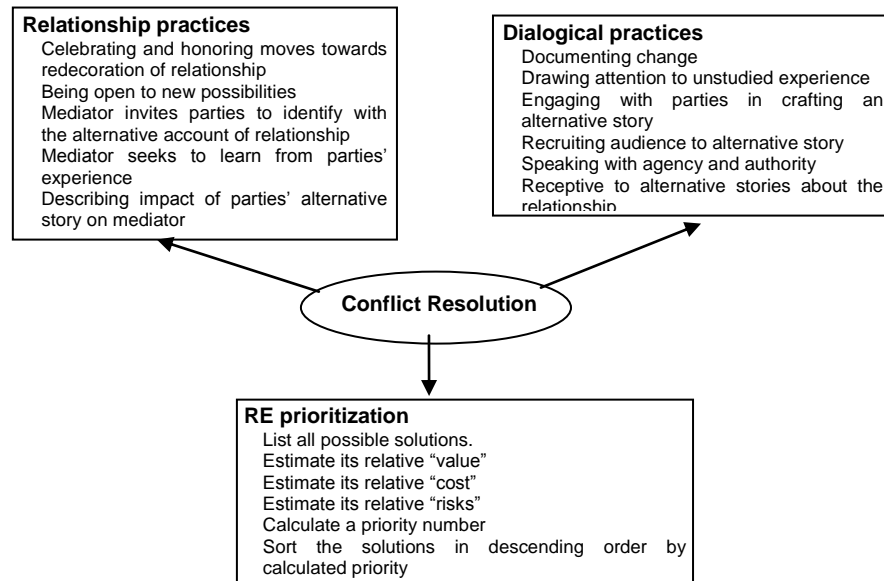 Relationship practices
Celebrating and honoring moves towards
redecoration of relationship
Being open to new possibilities
Mediator invites parties to identify with
the alternative account of relationship
Mediator seeks to learn from parties'
experience
Describing impact of parties' alternative
story on mediator
Dialogical practices
Documenting change
Drawing attention to unstudied experience
Engaging with parties in crafting an
alternative story
Recruiting audience to alternative story
Speaking with agency and authority
Receptive to alternative stories about the
relationship
Conflict Resolution
RE prioritization
List all possible solutions.
Estimate its relative “value”
Estimate its relative “cost”
Estimate its relative “risks”
Calculate a priority number
Sort the solutions in descending order by
calculated priority